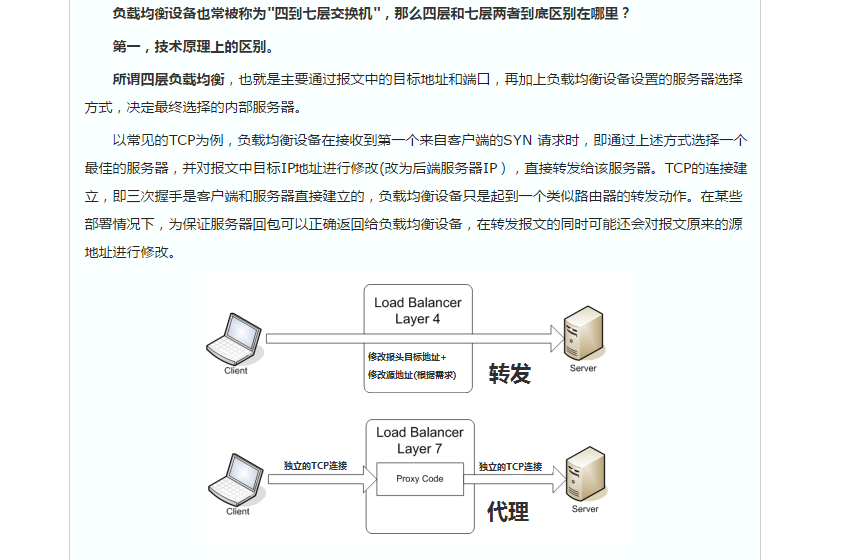 负载均衡设备也常被称为"四到七层交换机"，那么四层和七层两者到底区别在哪里？
第一，技术原理上的区别。
所谓四层负载均衡，也就是主要通过报文中的目标地址和端口，再加上负载均衡设备设置的服务器选择
方式，决定最终选择的内部服务器。
以常见的TCP为例，负载均衡设备在接收到第一个来自客户端的SYN 请求时，即通过上述方式选择一个
最佳的服务器，并对报文中目标IP地址进行修改(改为后端服务器IP），直接转发给该服务器。TCP的连接建
立，即三次握手是客户端和服务器直接建立的，负载均衡设备只是起到一个类似路由器的转发动作。在某些
部署情况下，为保证服务器回包可以正确返回给负载均衡设备，在转发报文的同时可能还会对报文原来的源
地址进行修改。
Load Balancer
Layer 4
修改报头目标地址+
修改源地址(根据需求)
转发
Client
Server
Load Balancer
Layer 7
独立的TCP连接
Proxy Code
独立的TCP连接
代理
Client
Server